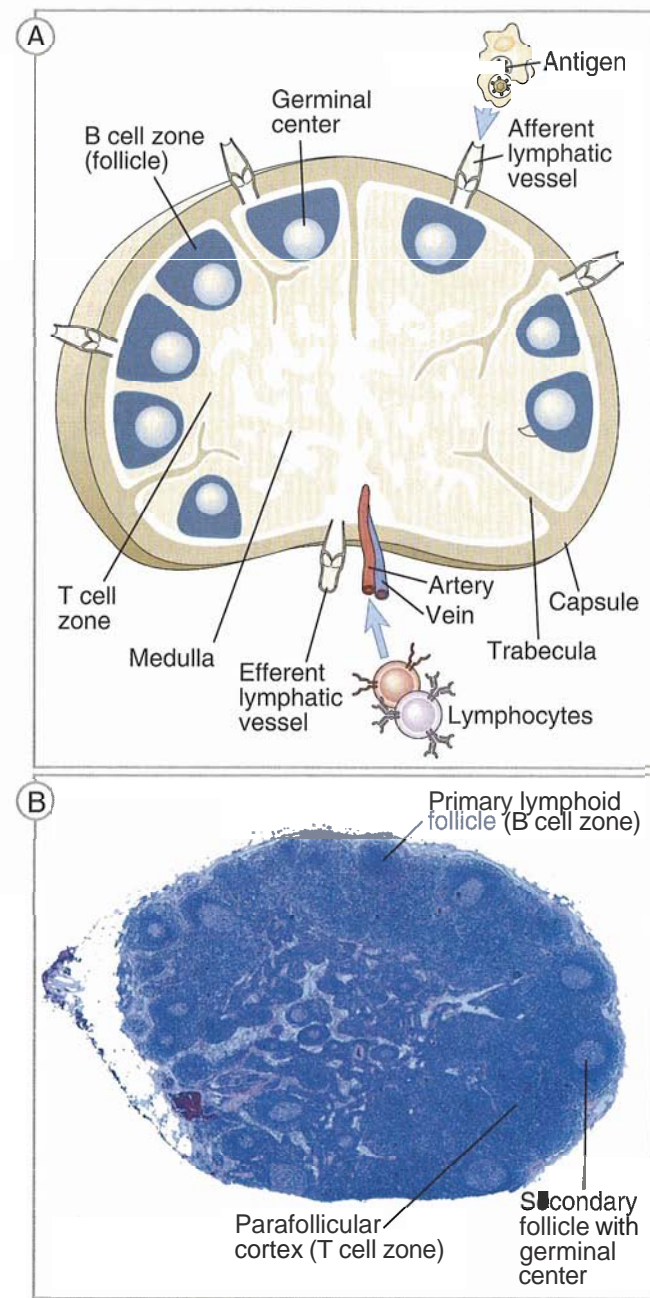 A
Antigen
Germinal
center
B cell zone
(follicle)
Afferent
lymphatic
vessel
T cell
zone
Medulla
Efferent
lymphatic
vessel
Artery
Vein
Capsule
Trabecula
Lymphocytes
B
Primary lymphoid
follicle (B cell zone)
Parafollicular
cortex (T cell zone)
Secondary
follicle with
germinal
center